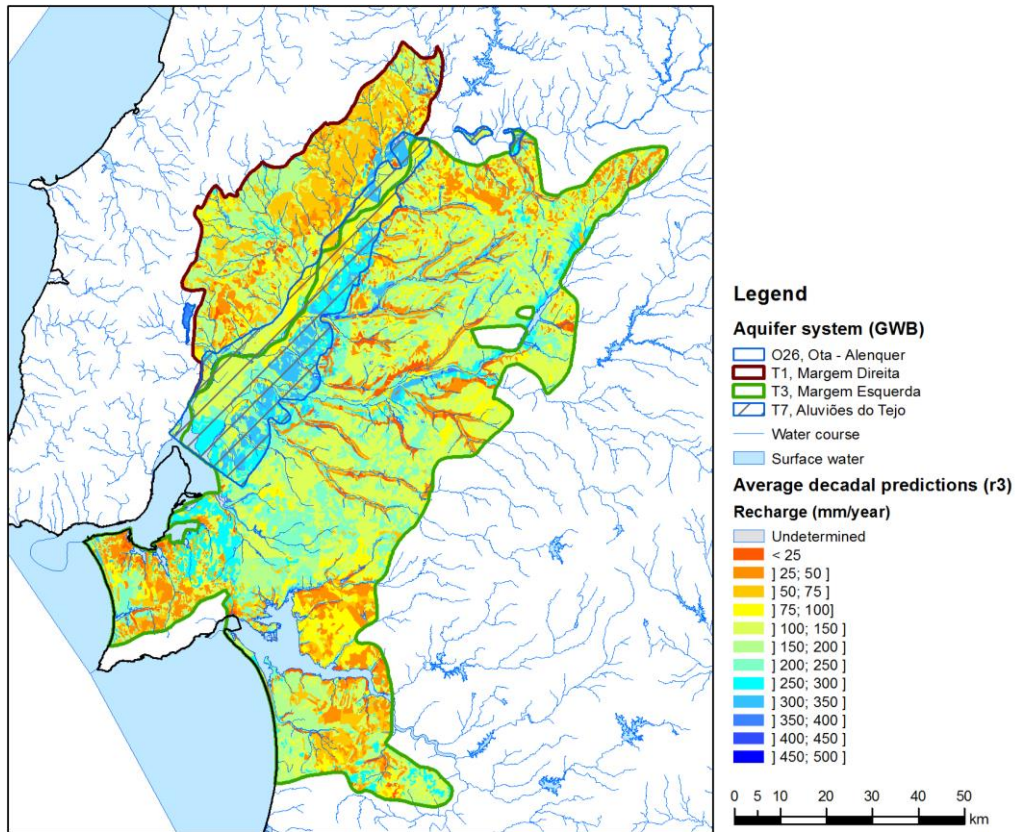 Legend
Aquifer system (GWB)
O26, Ota - Alenquer
T1, Margem Direita
T3, Margem Esquerda
T7, Aluviões do Tejo
Water course
Surface water
Average decadal predictions (r3)
Recharge (mm/year)
Undetermined
< 25
] 25; 50 ]
] 50; 75 ]
] 75; 100]
] 100; 150 ]
] 150; 200 ]
] 200; 250 ]
] 250; 300 ]
] 300; 350 ]
] 350; 400 ]
] 400; 450 ]
] 450; 500 ]
0 5 10 20 30 40 50
km